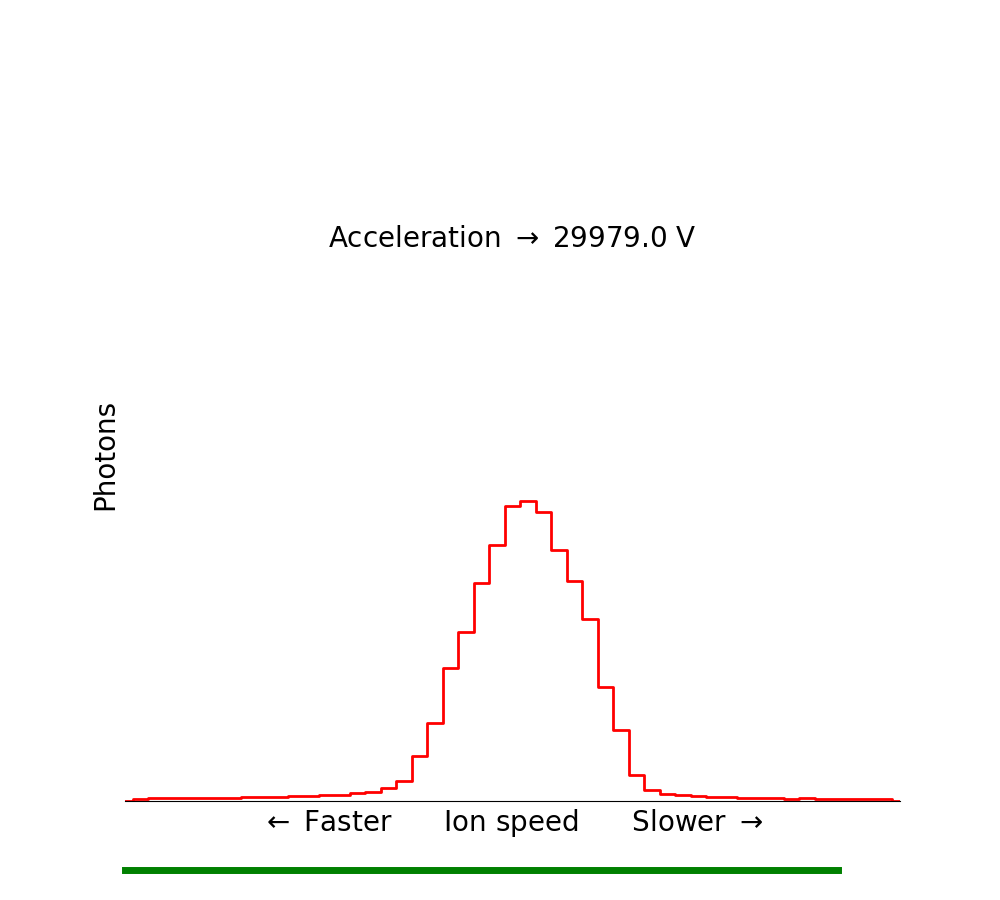 Acceleration → 29979.0 V
Photons
← Faster Ion speed Slower →